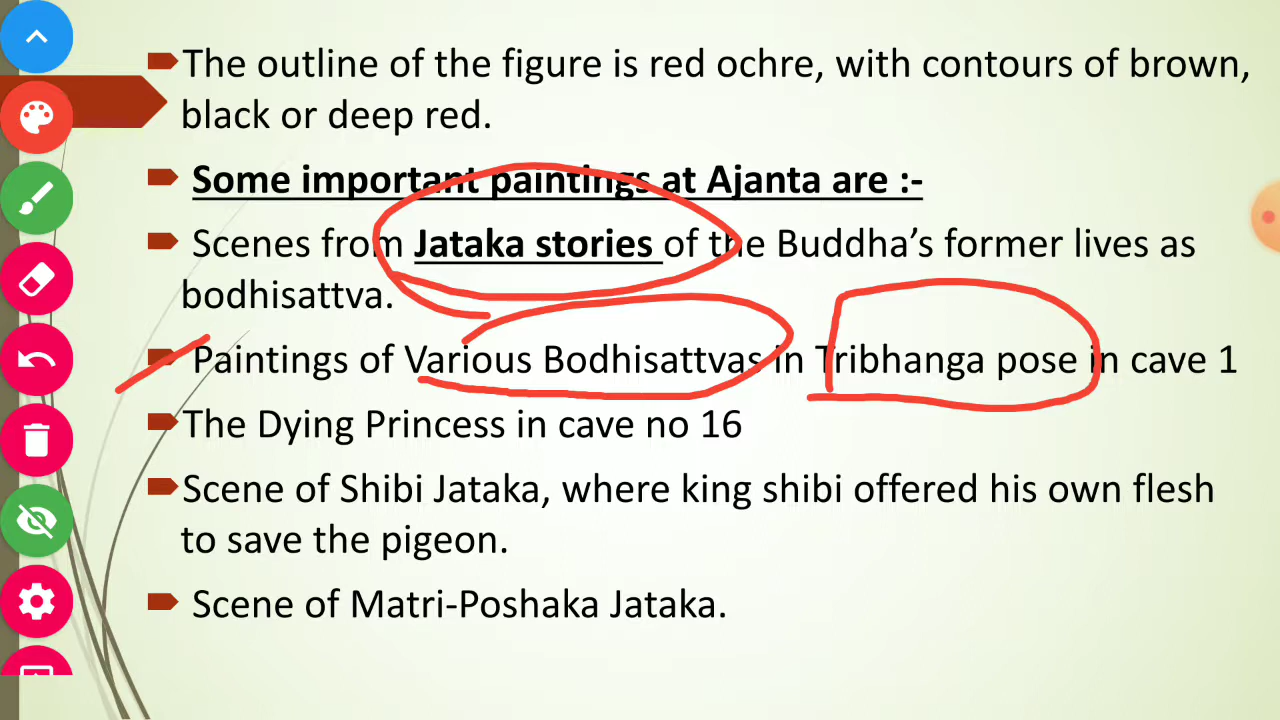 The outline of the figure is red ochre, with contours of brown,
black or deep red.
Some important paintings at Ajanta are :-
Scenes from Jataka stories of the Buddha’s former lives as
bodhisattva.
Paintings of Various Bodhisattvas in Tribhanga pose in cave 1
The Dying Princess in cave no 16
Scene of Shibi Jataka, where king shibi offered his own flesh
to save the pigeon.
Scene of Matri-Poshaka Jataka.